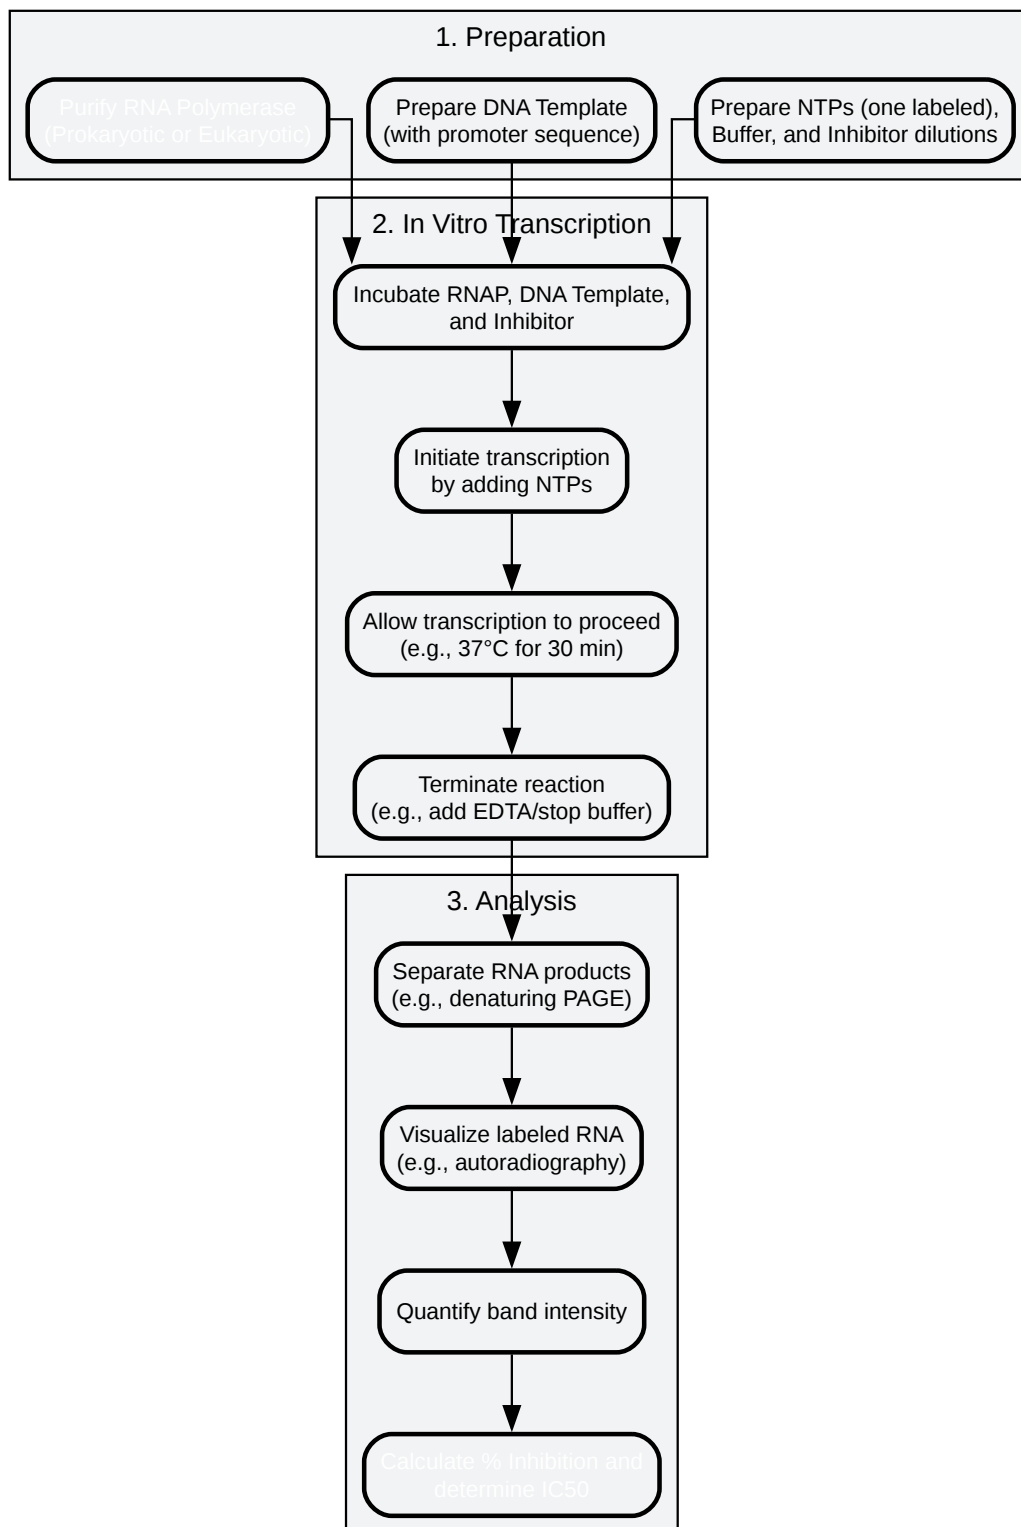 1. Preparation
Purify RNA Polymerase
(Prokaryotic or Eukaryotic)
Prepare DNA Template
(with promoter sequence)
Prepare NTPs (one labeled),
Buffer, and Inhibitor dilutions
2. In Vitro Transcription
Incubate RNAP, DNA Template,
and Inhibitor
Initiate transcription
by adding NTPs
Allow transcription to proceed
(e.g., 37°C for 30 min)
Terminate reaction
(e.g., add EDTA/stop buffer)
3. Analysis
Separate RNA products
(e.g., denaturing PAGE)
Visualize labeled RNA
(e.g., autoradiography)
Quantify band intensity
Calculate % Inhibition and
determine IC50